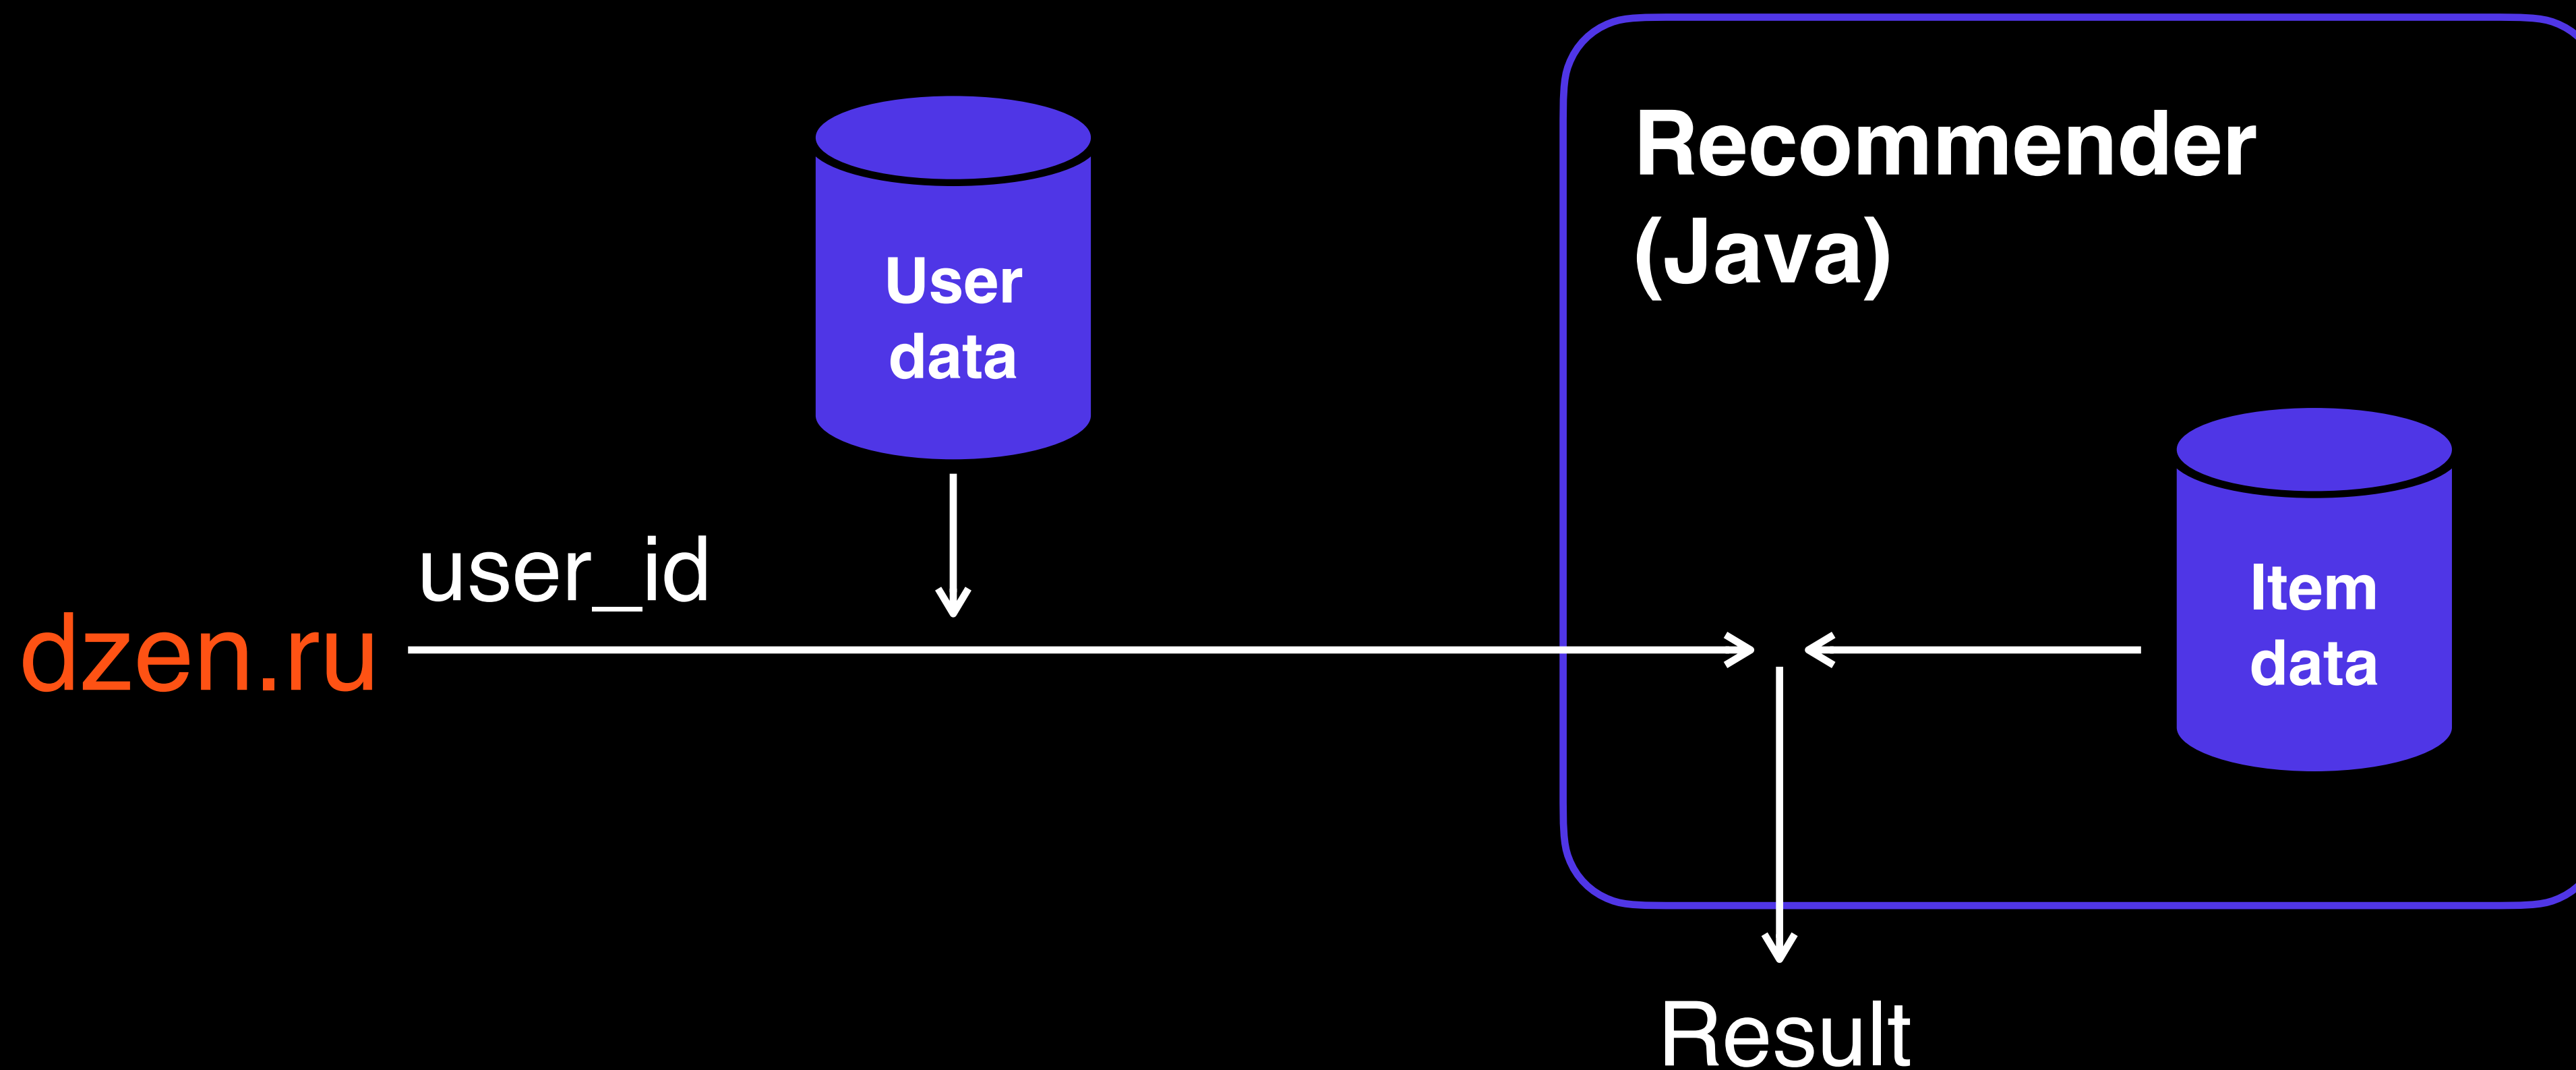 Recommender
(Java)
User
data
user_id
dzen.ru
Item
data
Result